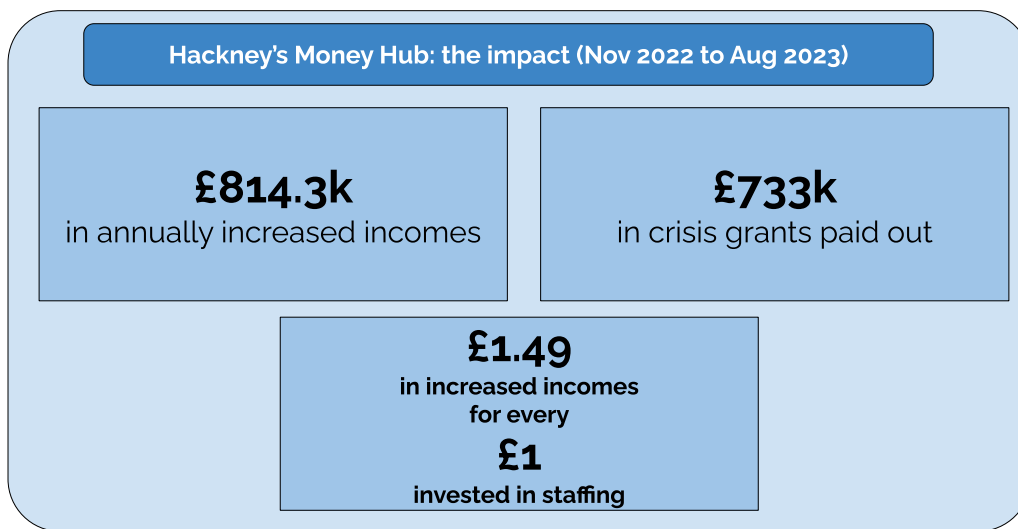 Hackney’s Money Hub: the impact (Nov 2022 to Aug 2023)
£814.3k
in annually increased incomes
£733k
in crisis grants paid out
£1.49
in increased incomes
for every
£1
invested in staffing